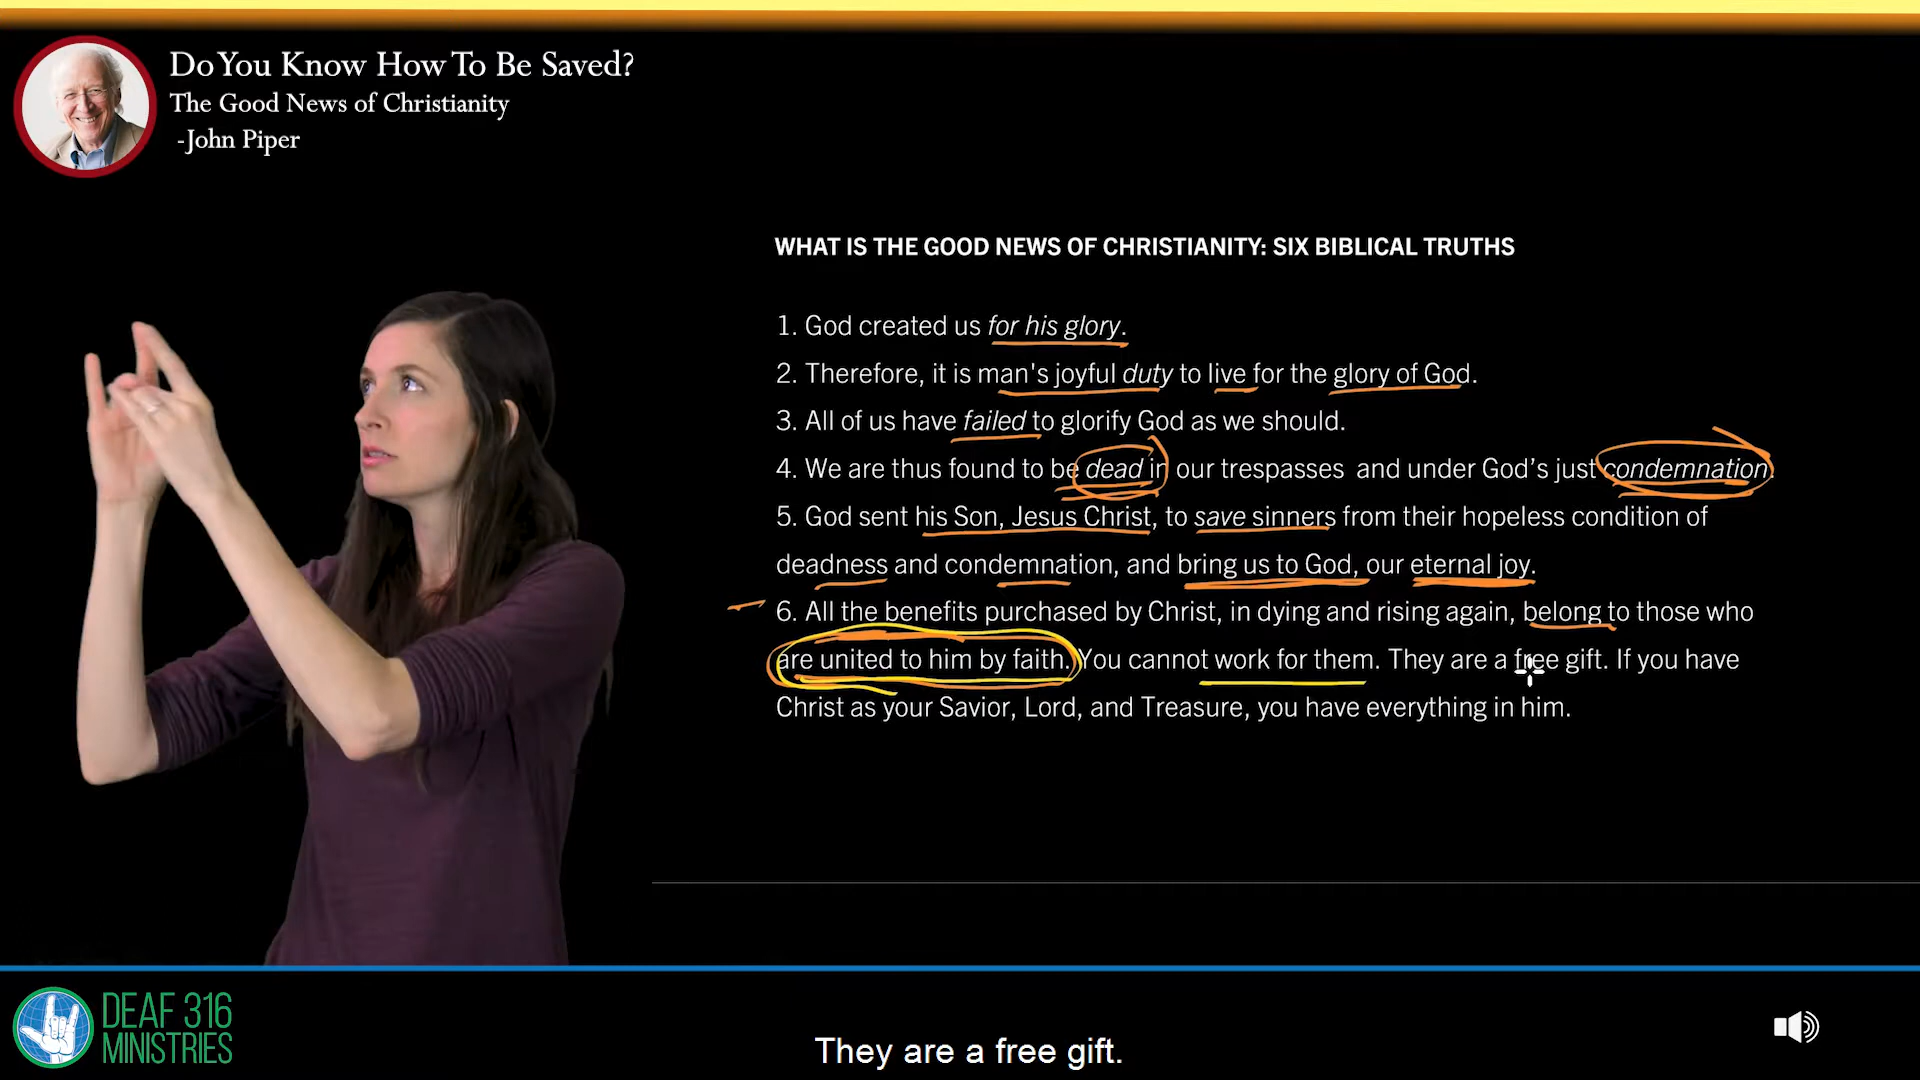 Do You Know How To Be Saved?
The Good News of Christianity
-John Piper
WHAT IS THE GOOD NEWS OF CHRISTIANITY: SIX BIBLICAL TRUTHS
1. God created us for his glory.
2. Therefore, it is man's joyful duty to live for the glory of God.
3. All of us have failed to glorify God as we should.
4. We are thus found to be dead in our trespasses and under God's just condemnation.
5. God sent his Son, Jesus Christ, to save sinners from their hopeless condition of
deadness and condemnation, and bring us to God, our eternal joy.
6. All the benefits purchased by Christ, in dying and rising again, belong to those who
are united to him by faith. You cannot work for them. They are a free gift. If you have
Christ as your Savior, Lord, and Treasure, you have everything in him.
DEAF 316
MINISTRIES
They are a free gift.